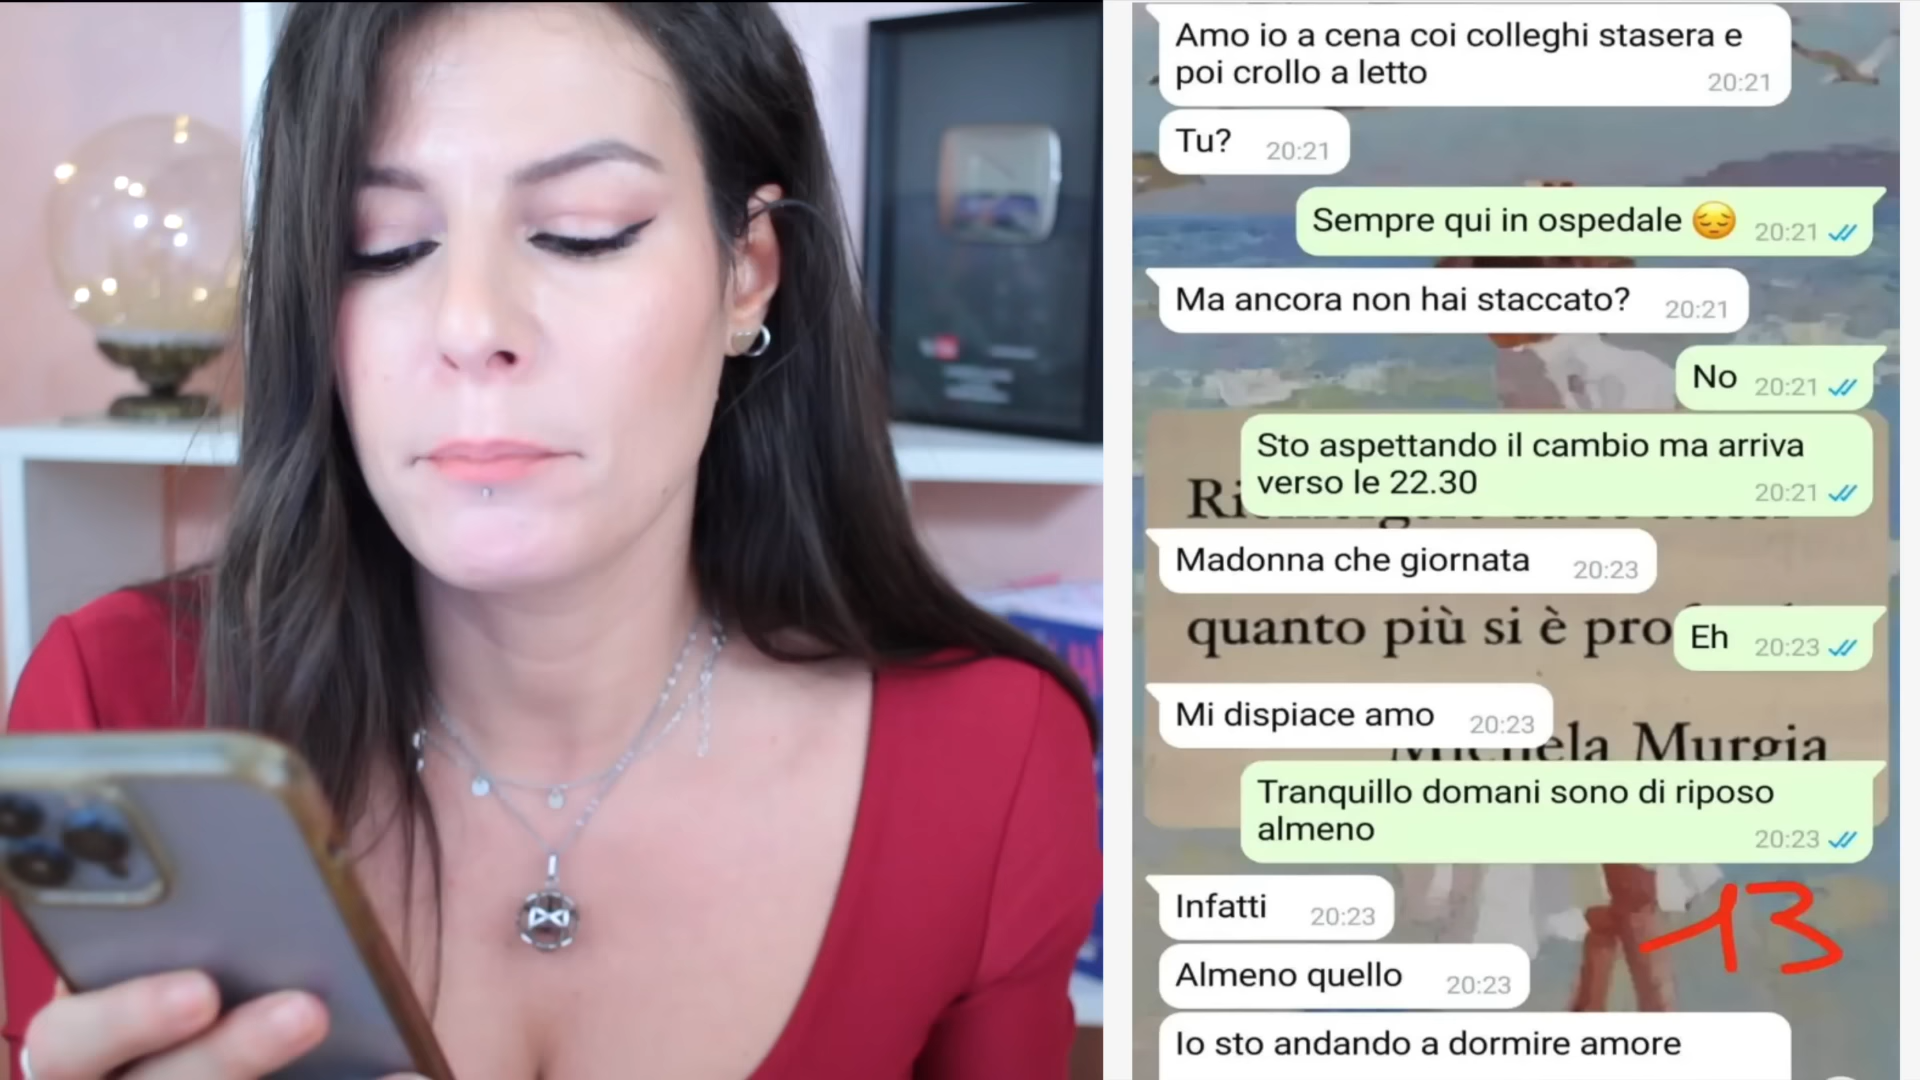 Amo io a cena coi colleghi stasera e
poi crollo a letto
20:21
Tu?
20:21
Sempre qui in ospedale 😔
20:21
Ma ancora non hai staccato?
20:21
No
20:21
Sto aspettando il cambio ma arriva
verso le 22.30
20:21
Madonna che giornata
20:23
quanto più si è
Eh
20:23
Mi dispiace amo
20:23
Murgia
Tranquillo domani sono di riposo
almeno
20:23
Infatti
20:23
13
Almeno quello
20:23
Io sto andando a dormire amore